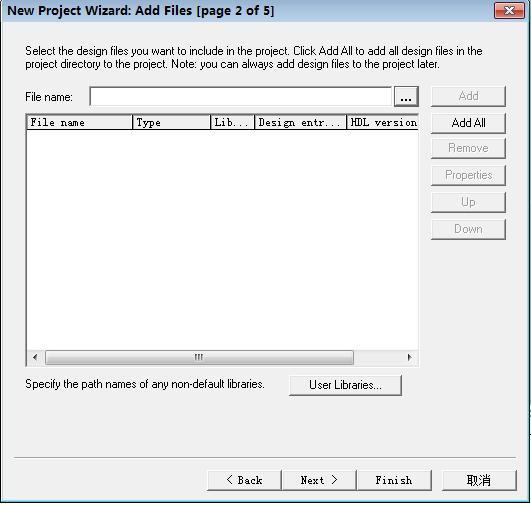 New Project Wizard: Add Files [page 2 of 5]
Select the design files you want to include in the project. Click Add All to add all design files in the
project directory to the project. Note: you can always add design files to the project later.
File name: ... Add
File name Type Lib... Design entr... HDL version Add All
Remove
Properties
Up
Down
Specify the path names of any non-default libraries. User Libraries...
< Back Next > Finish 取消